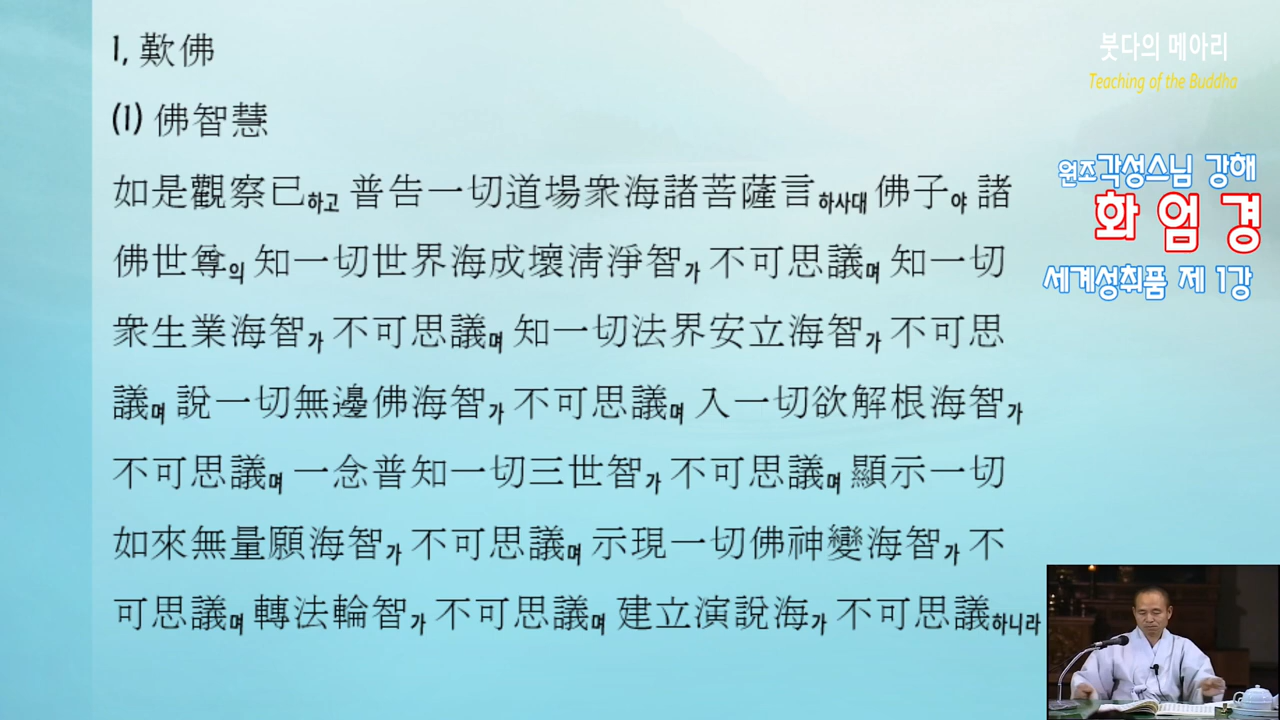 1, 歎佛
(1) 佛智慧
如是觀察已하고 普告一切道場衆海諸菩薩言하사대 佛子야 諸
佛世尊의 知一切世界海成壞淸淨智가 不可思議며 知一切
衆生業海智가 不可思議며 知一切法界安立海智가 不可思
議며 說一切無邊佛海智가 不可思議며 入一切欲解根海智가
不可思議며 一念普知一切三世智가 不可思議며 顯示一切
如來無量願海智가 不可思議며 示現一切佛神變海智가 不
可思議며 轉法輪智가 不可思議며 建立演說海가 不可思議하니라
붓다의 메아리
Teaching of the Buddha
원조각성스님 강해
화엄경
세계성취품 제 1강